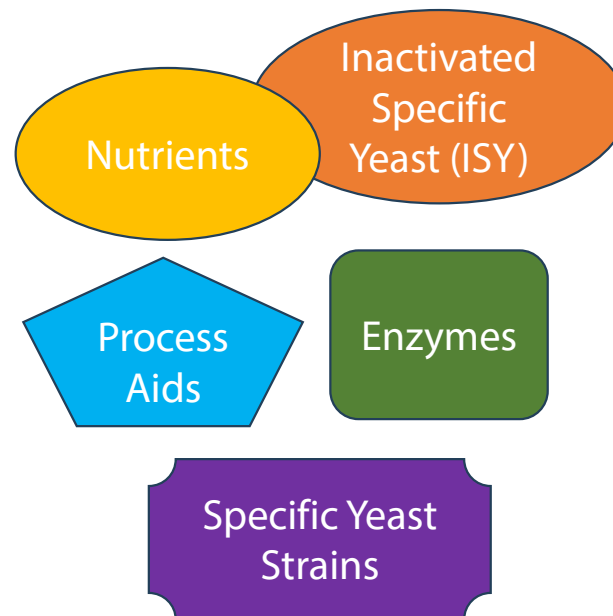 Inactivated
Specific
Yeast (ISY)
Nutrients
Process
Aids
Enzymes
Specific Yeast
Strains